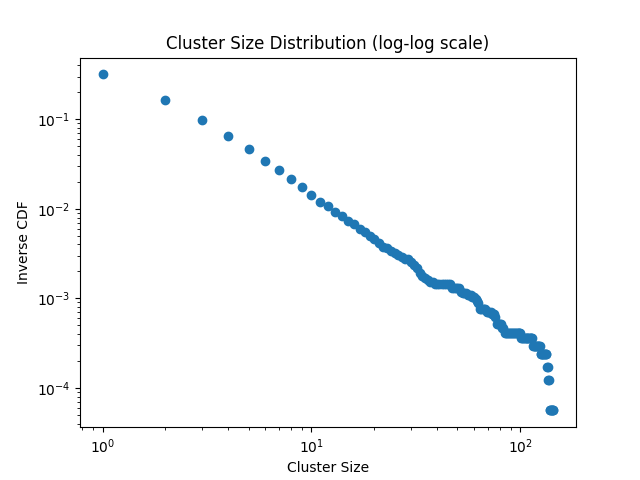 Cluster Size Distribution (log-log scale)
Inverse CDF
10⁻¹
10⁻²
10⁻³
10⁻⁴
10⁰ 10¹ 10²
Cluster Size